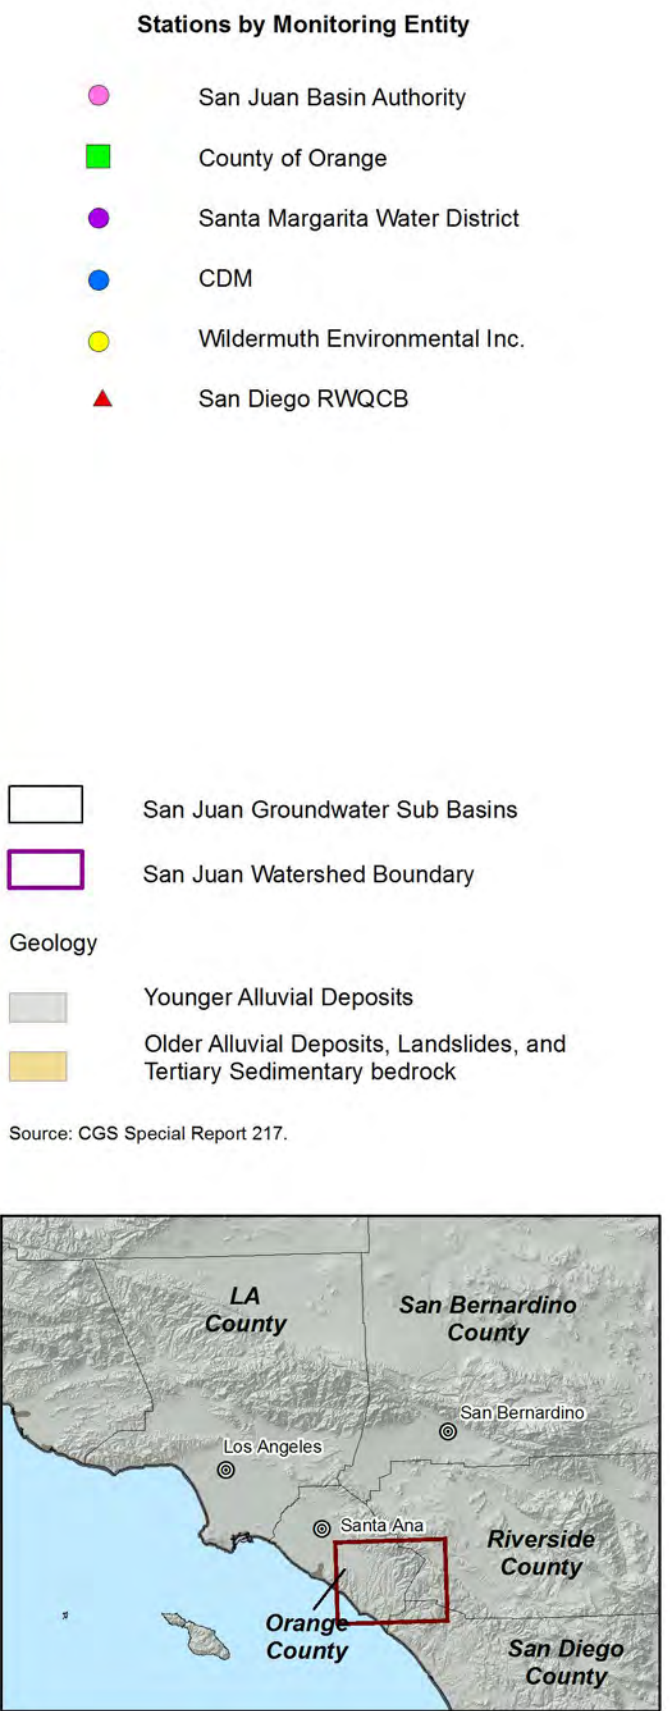 Stations by Monitoring Entity
San Juan Basin Authority
County of Orange
Santa Margarita Water District
CDM
Wildermuth Environmental Inc.
San Diego RWQCB
San Juan Groundwater Sub Basins
San Juan Watershed Boundary
Geology
Younger Alluvial Deposits
Older Alluvial Deposits, Landslides, and
Tertiary Sedimentary bedrock
Source: CGS Special Report 217.
LA
County
San Bernardino
County
San Bernardino
Los Angeles
Santa Ana
Riverside
County
Orange
County
San Diego
County